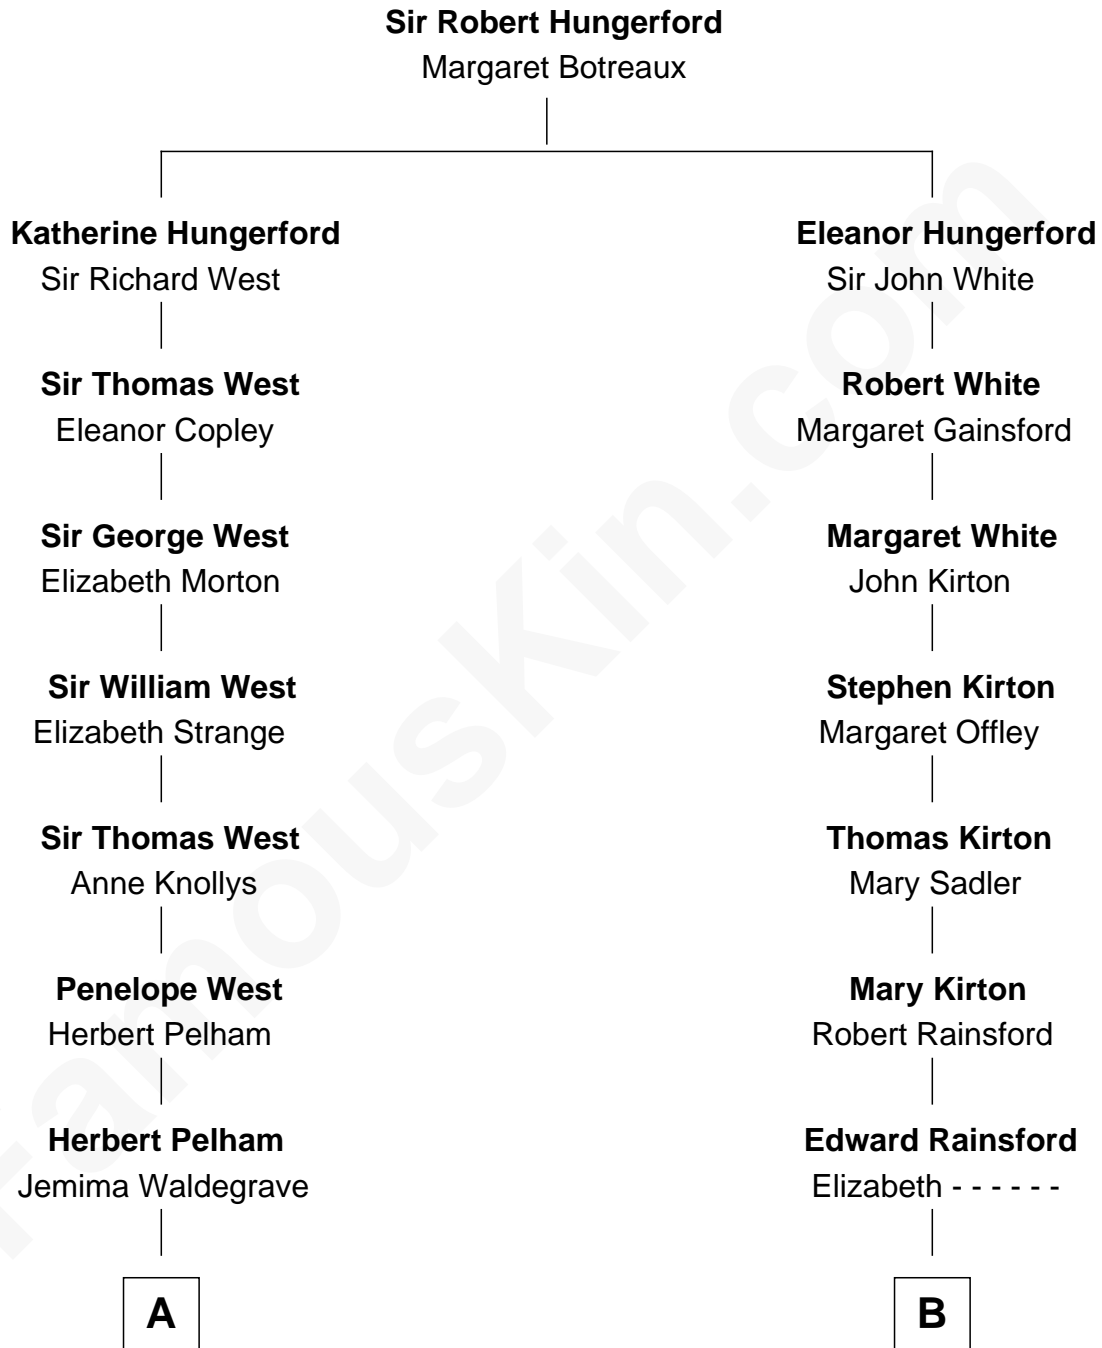 Sir Robert Hungerford
Margaret Botreaux
Katherine Hungerford
Sir Richard West
Eleanor Hungerford
Sir John White
Sir Thomas West
Eleanor Copley
Robert White
Margaret Gainsford
Sir George West
Elizabeth Morton
Margaret White
John Kirton
Sir William West
Elizabeth Strange
Stephen Kirton
Margaret Offley
Sir Thomas West
Anne Knollys
Thomas Kirton
Mary Sadler
Penelope West
Herbert Pelham
Mary Kirton
Robert Rainsford
Herbert Pelham
Jemima Waldegrave
Edward Rainsford
Elizabeth - - - - - -
A
B
FamousKin.com